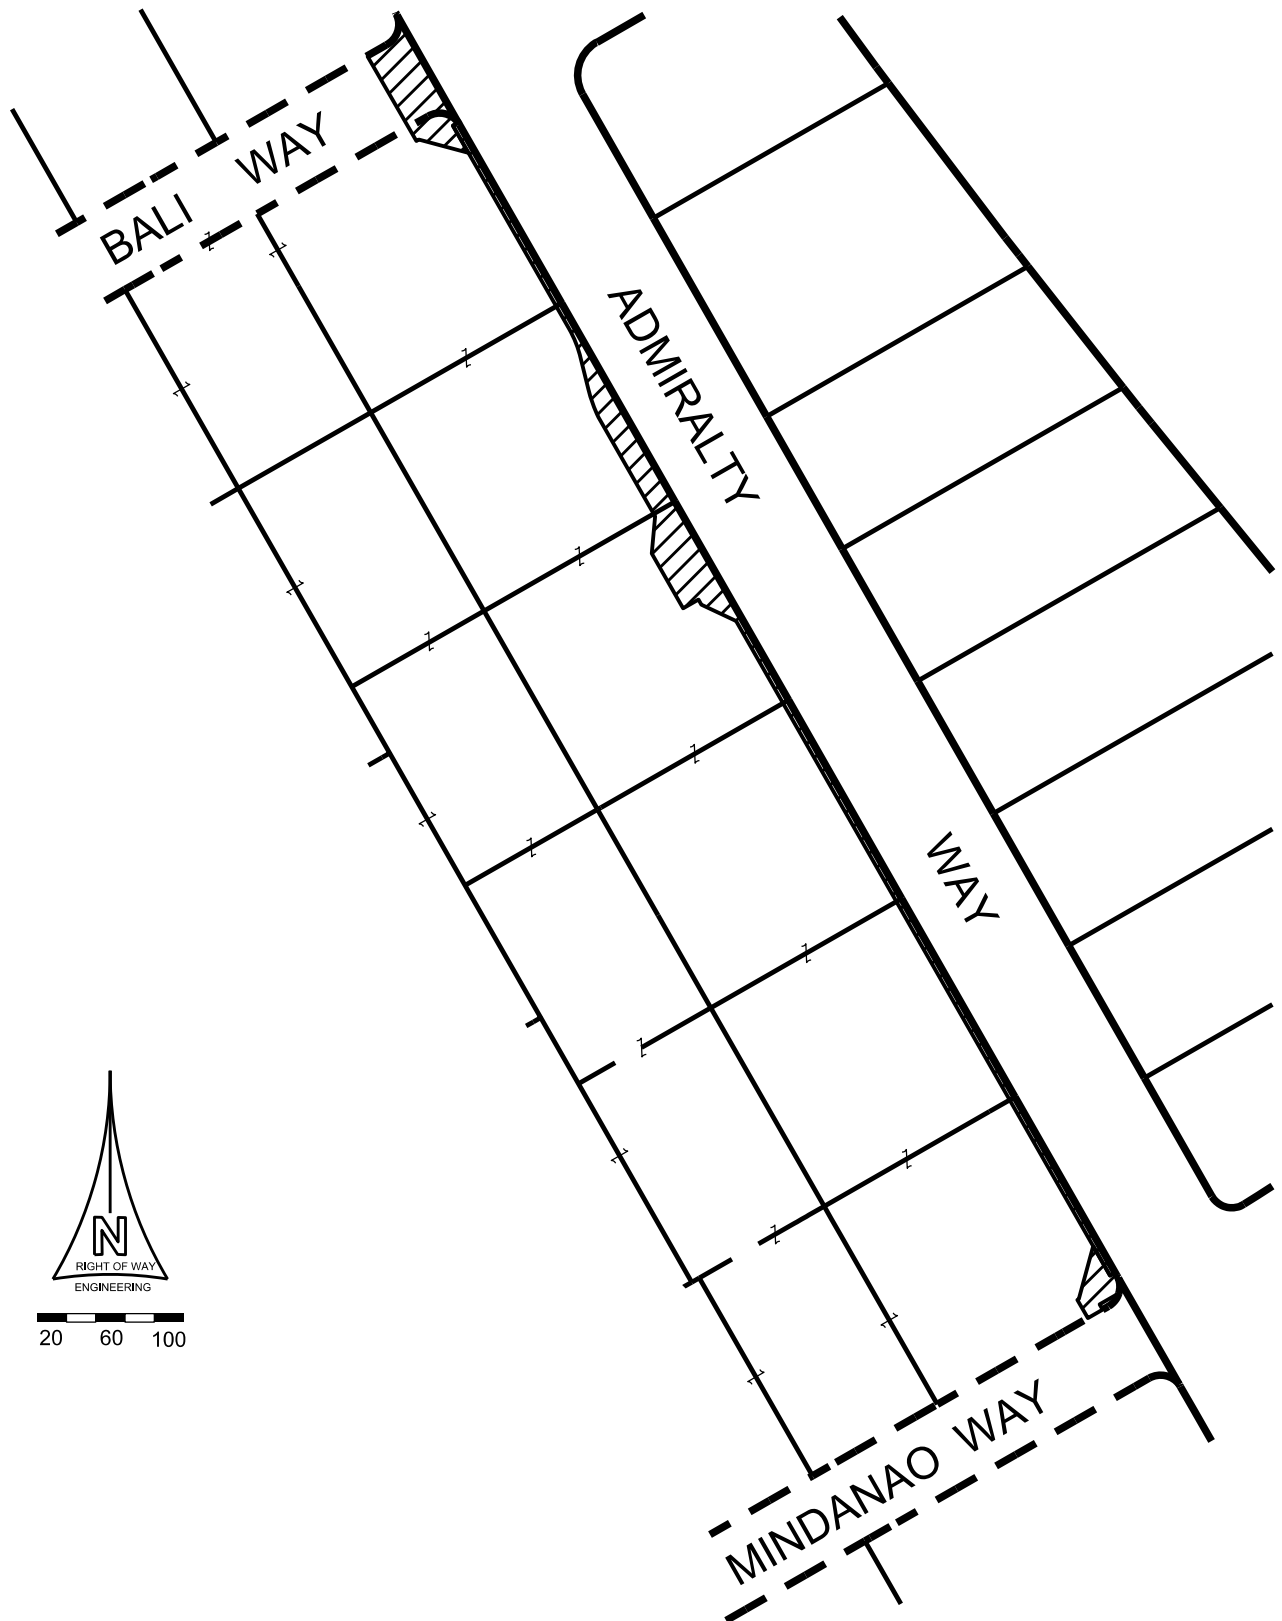 BALI WAY
ADMIRALTY
WAY
N
RIGHT OF WAY
ENGINEERING
20 60 100
MINDANAO WAY